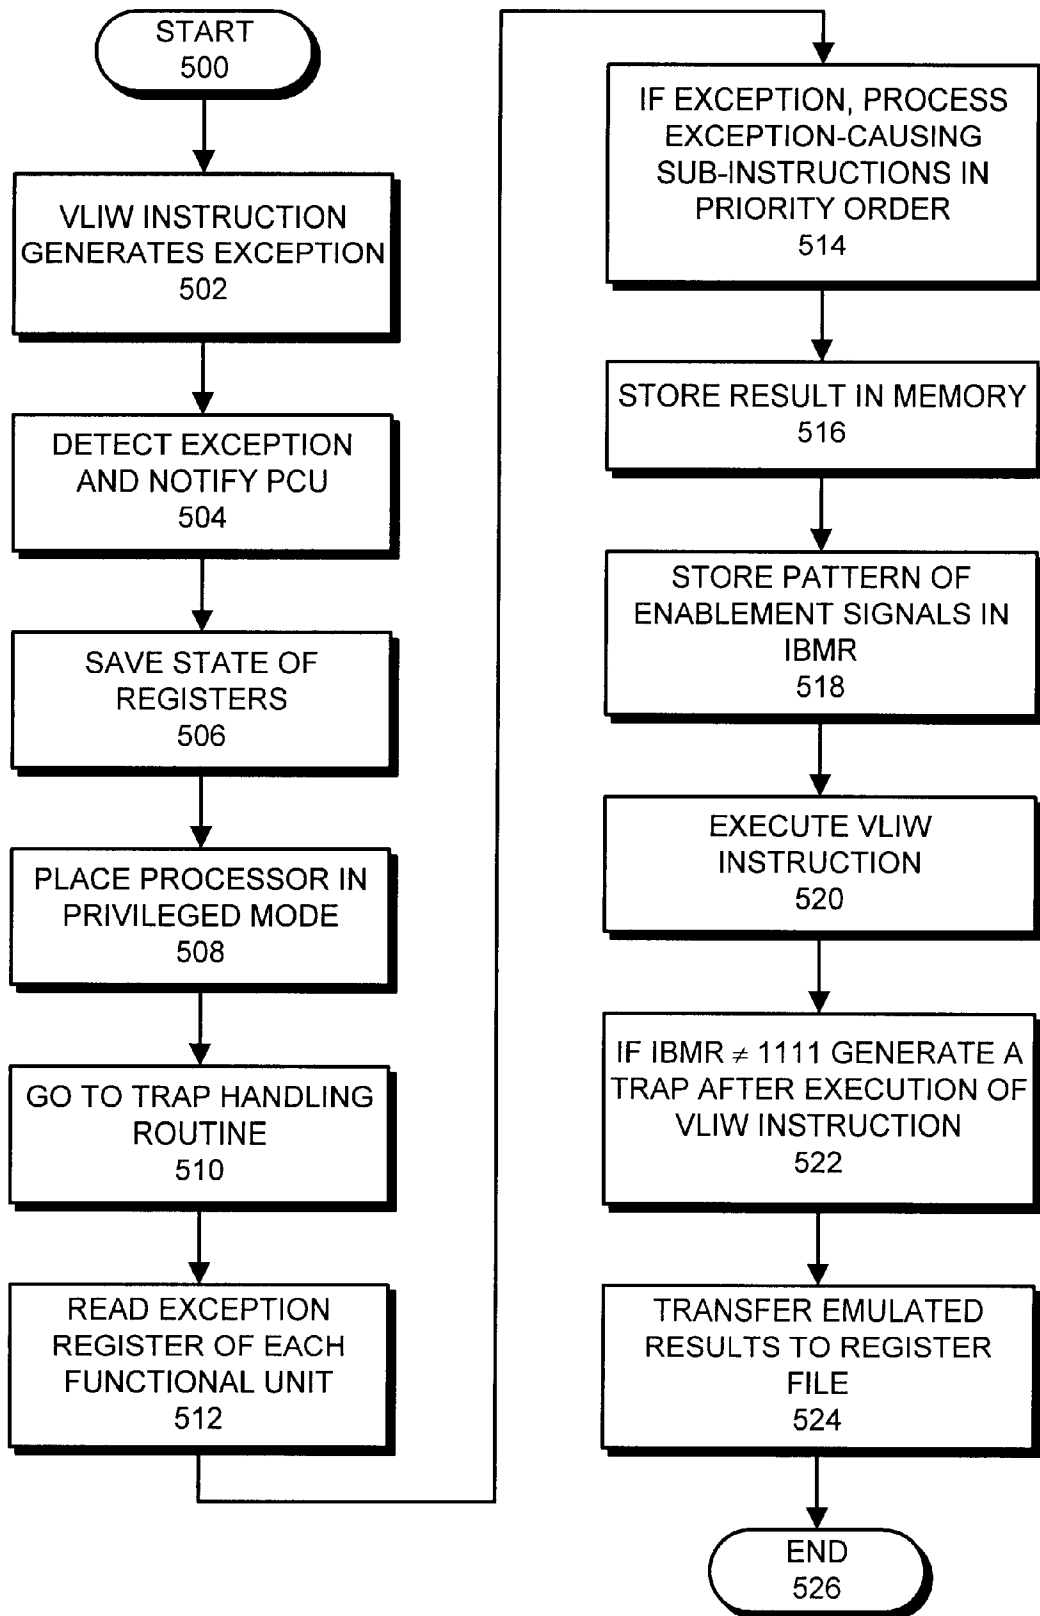 START
500
VLIW INSTRUCTION
GENERATES EXCEPTION
502
DETECT EXCEPTION
AND NOTIFY PCU
504
SAVE STATE OF
REGISTERS
506
PLACE PROCESSOR IN
PRIVILEGED MODE
508
GO TO TRAP HANDLING
ROUTINE
510
READ EXCEPTION
REGISTER OF EACH
FUNCTIONAL UNIT
512
IF EXCEPTION, PROCESS
EXCEPTION-CAUSING
SUB-INSTRUCTIONS IN
PRIORITY ORDER
514
STORE RESULT IN MEMORY
516
STORE PATTERN OF
ENABLEMENT SIGNALS IN
IBMR
518
EXECUTE VLIW
INSTRUCTION
520
IF IBMR ≠ 1111 GENERATE A
TRAP AFTER EXECUTION OF
VLIW INSTRUCTION
522
TRANSFER EMULATED
RESULTS TO REGISTER
FILE
524
END
526